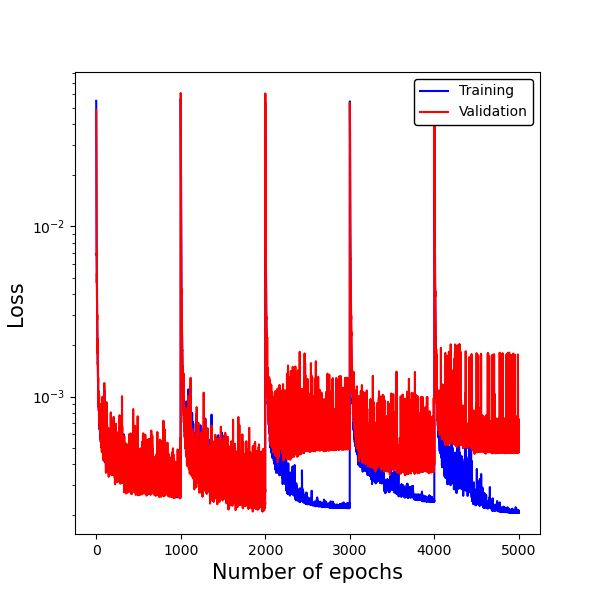 Training
Validation
10⁻²
10⁻³
Loss
0 1000 2000 3000 4000 5000
Number of epochs